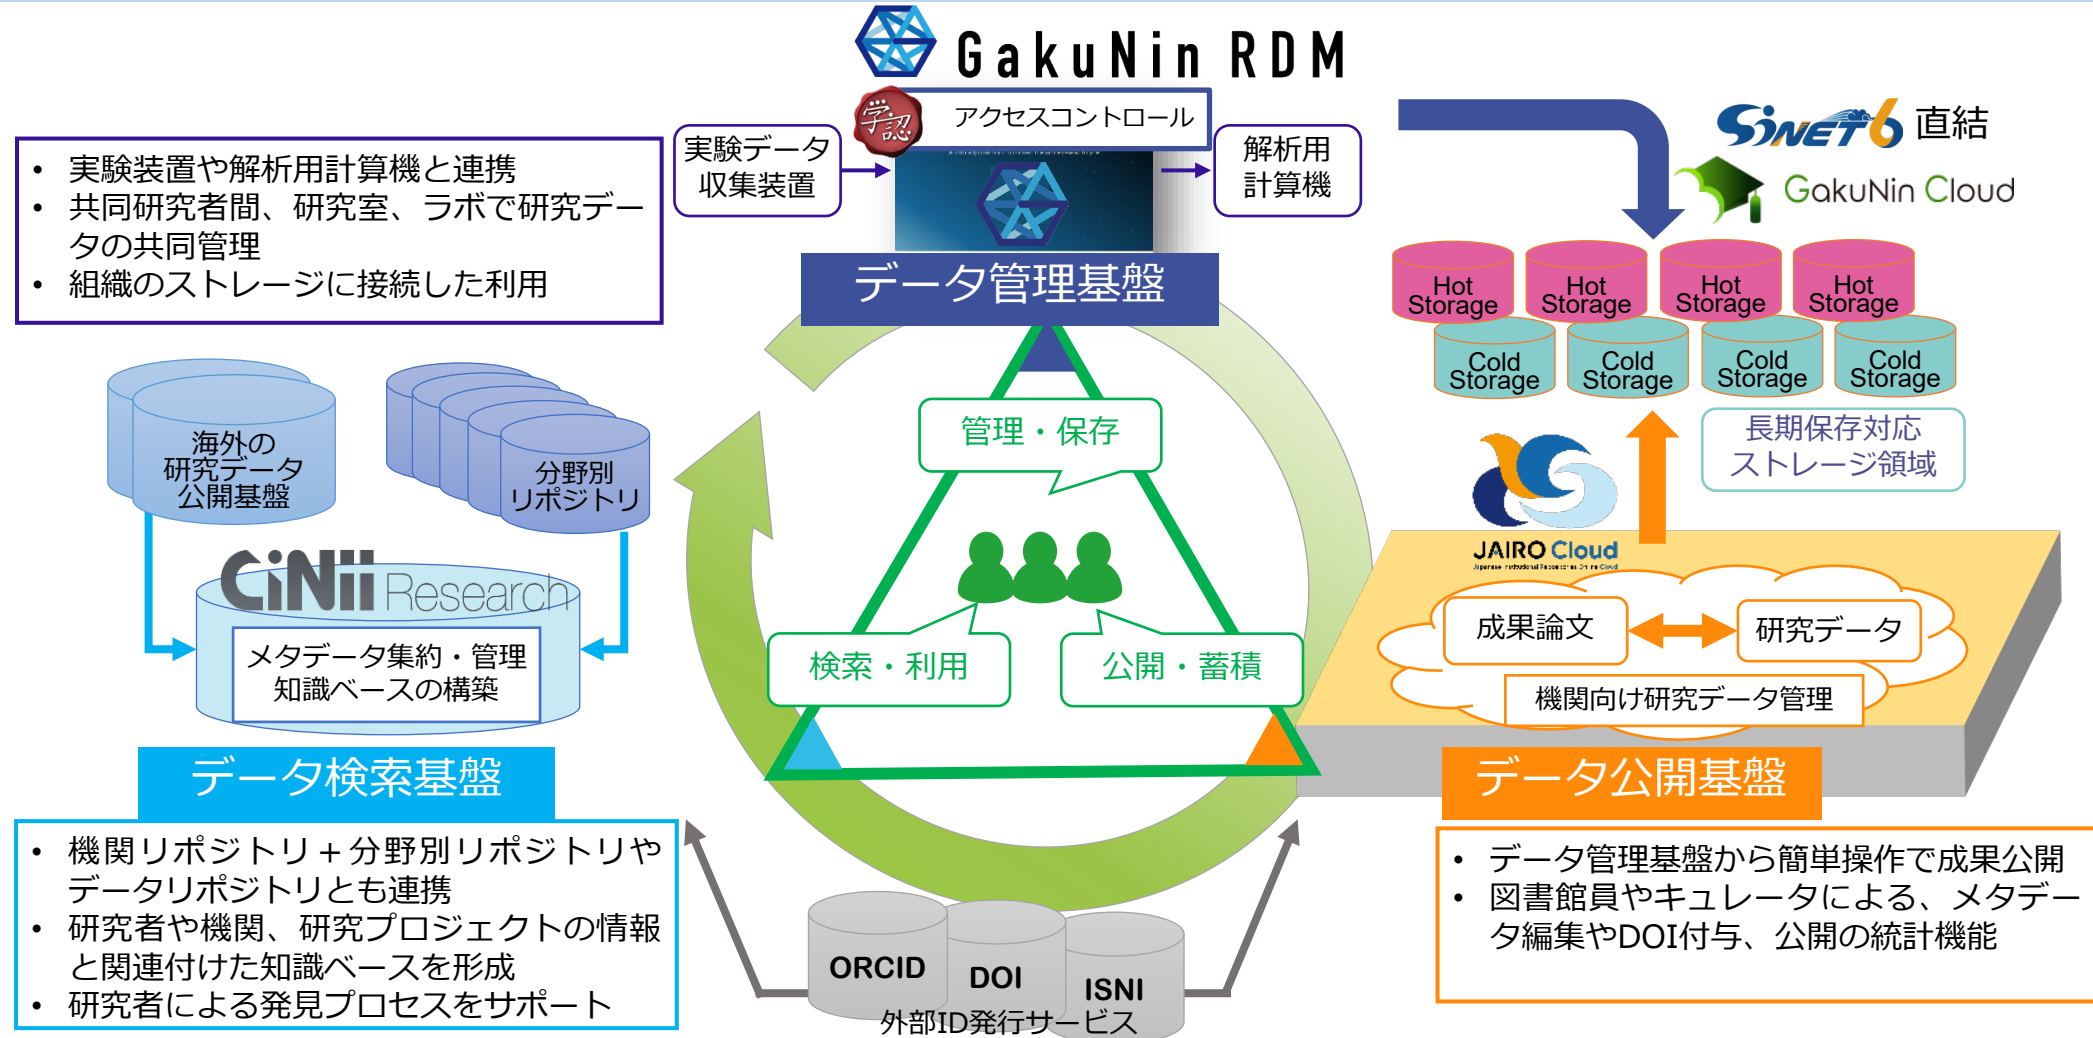 GakuNin RDM
学認
アクセスコントロール
実験データ
収集装置
解析用
計算機
SINET6 直結
GakuNin Cloud
• 実験装置や解析用計算機と連携
• 共同研究者間、研究室、ラボで研究デー
タの共同管理
• 組織のストレージに接続した利用
データ管理基盤
Hot
Storage
Hot
Storage
Hot
Storage
Hot
Storage
Cold
Storage
Cold
Storage
Cold
Storage
Cold
Storage
長期保存対応
ストレージ領域
海外の
研究データ
公開基盤
分野別
リポジトリ
CiNii Research
メタデータ集約・管理
知識ベースの構築
管理・保存
検索・利用
公開・蓄積
JAIRO Cloud
Japanese Institutional Repositories Online Cloud
成果論文
研究データ
機関向け研究データ管理
データ検索基盤
データ公開基盤
• 機関リポジトリ+分野別リポジトリや
データリポジトリとも連携
• 研究者や機関、研究プロジェクトの情報
と関連付けた知識ベースを形成
• 研究者による発見プロセスをサポート
ORCID
DOI
ISNI
外部ID発行サービス
• データ管理基盤から簡単操作で成果公開
• 図書館員やキュレータによる、メタデー
タ編集やDOI付与、公開の統計機能